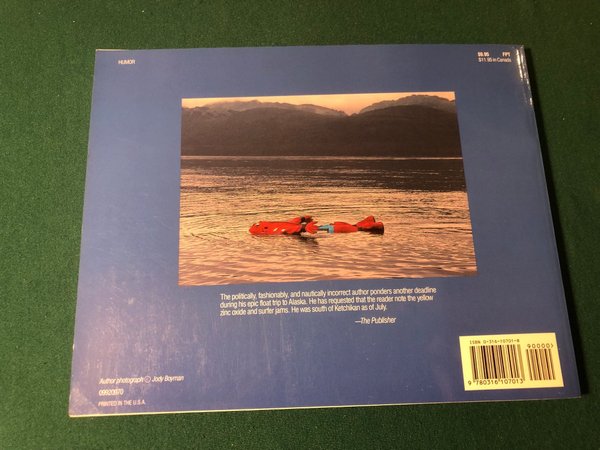 HUMOR
$8.95 FPT
$11.95 in Canada
The politically, fashionably, and nautically incorrect author ponders another deadline
during his epic float trip to Alaska. He has requested that the reader note the yellow
zinc oxide and surfer jams. He was south of Ketchikan as of July.
—The Publisher
ISBN 0-316-10701-8
90000>
9 780316 107013
Author photograph © Jody Boyman
09920370
PRINTED IN THE U.S.A.